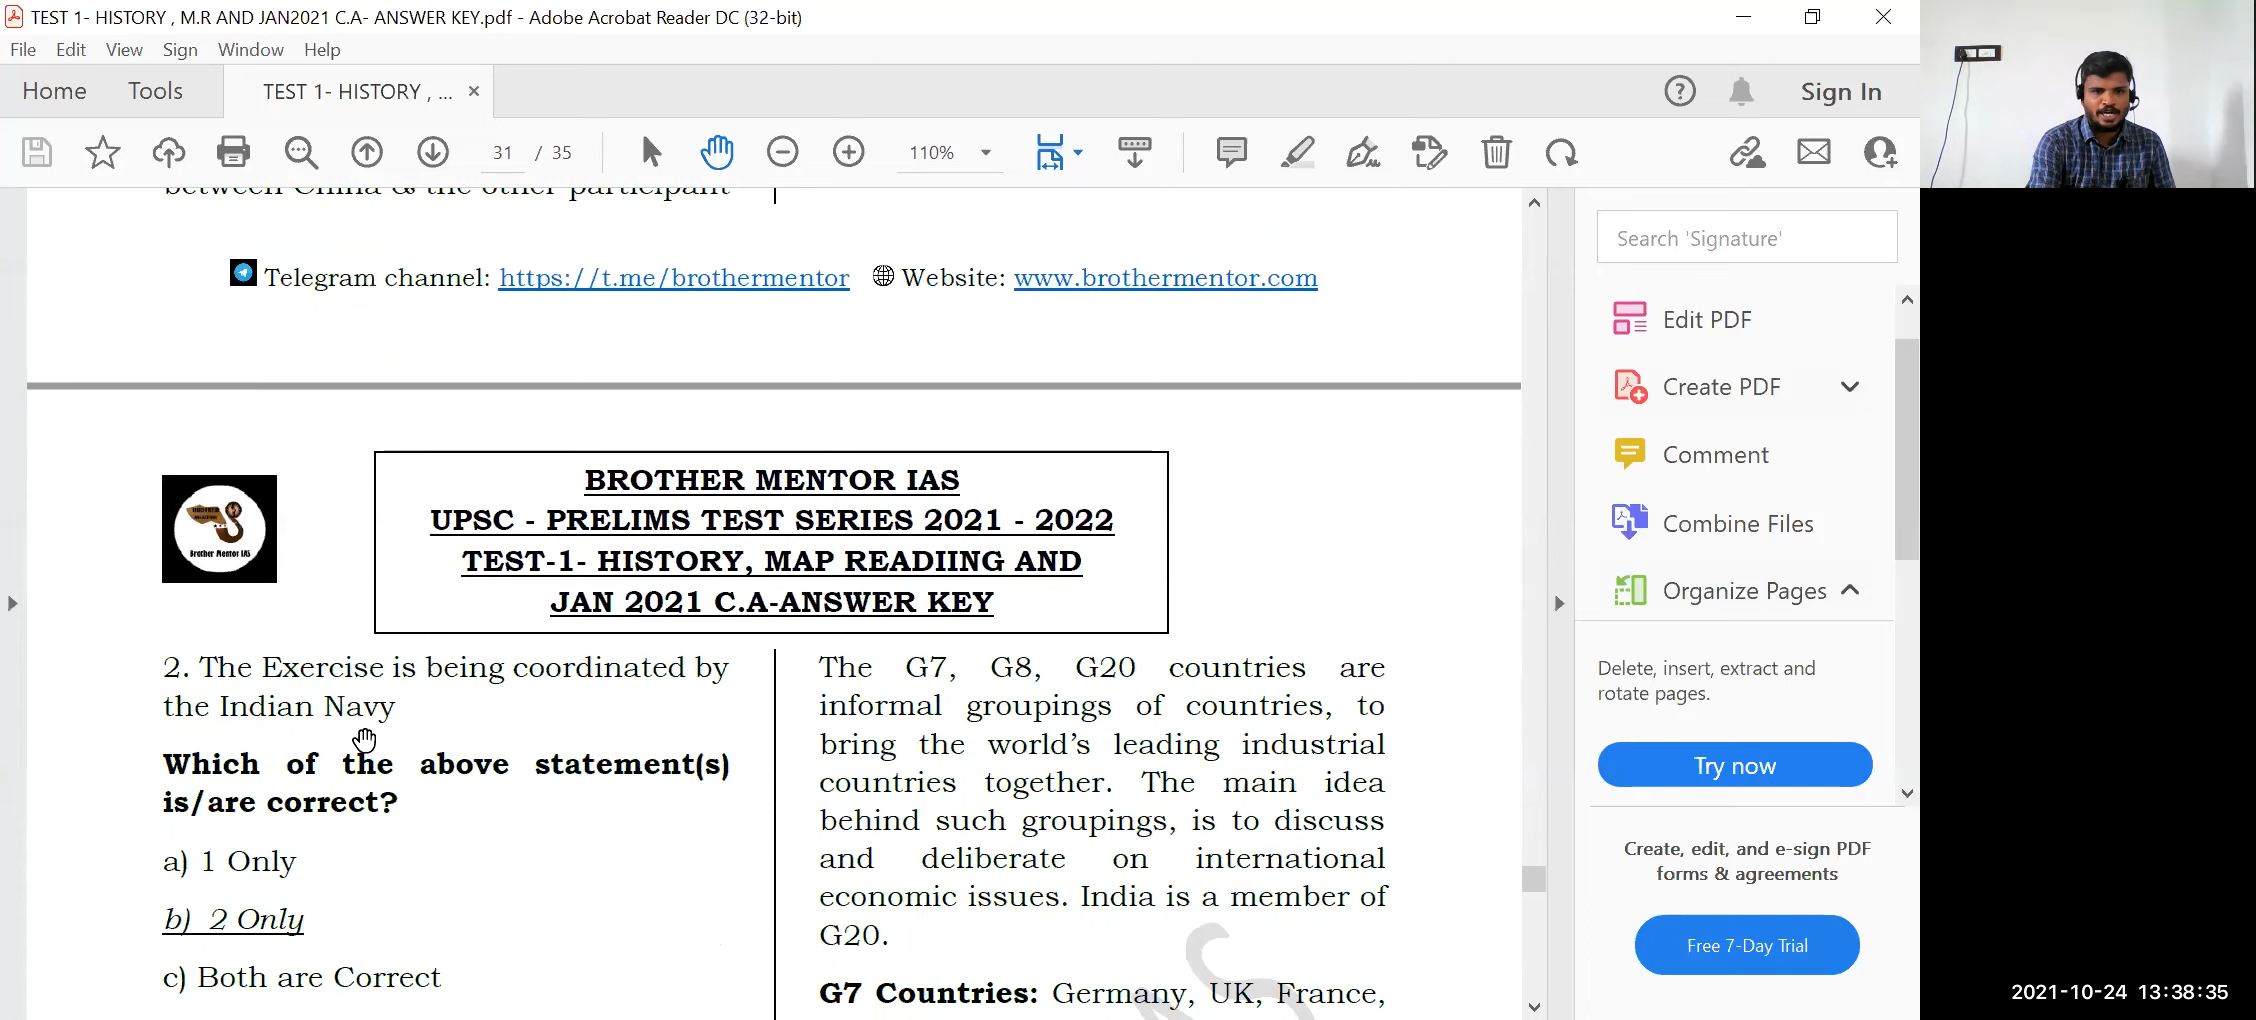 TEST 1- HISTORY , M.R AND JAN2021 C.A- ANSWER KEY.pdf - Adobe Acrobat Reader DC (32-bit)
File Edit View Sign Window Help
Home Tools TEST 1- HISTORY , ... × Sign In
31 / 35 110%
between China & the other participant
Telegram channel: https://t.me/brothermentor Website: www.brothermentor.com
BROTHER MENTOR IAS
UPSC - PRELIMS TEST SERIES 2021 - 2022
TEST-1- HISTORY, MAP READIING AND
JAN 2021 C.A-ANSWER KEY
Brother Mentor IAS
2. The Exercise is being coordinated by
the Indian Navy
Which of the above statement(s)
is/are correct?
a) 1 Only
b) 2 Only
c) Both are Correct
The G7, G8, G20 countries are
informal groupings of countries, to
bring the world's leading industrial
countries together. The main idea
behind such groupings, is to discuss
and deliberate on international
economic issues. India is a member of
G20.
G7 Countries: Germany, UK, France,
Search 'Signature'
Edit PDF
Create PDF
Comment
Combine Files
Organize Pages
Delete, insert, extract and
rotate pages.
Try now
Create, edit, and e-sign PDF
forms & agreements
Free 7-Day Trial
2021-10-24 13:38:35